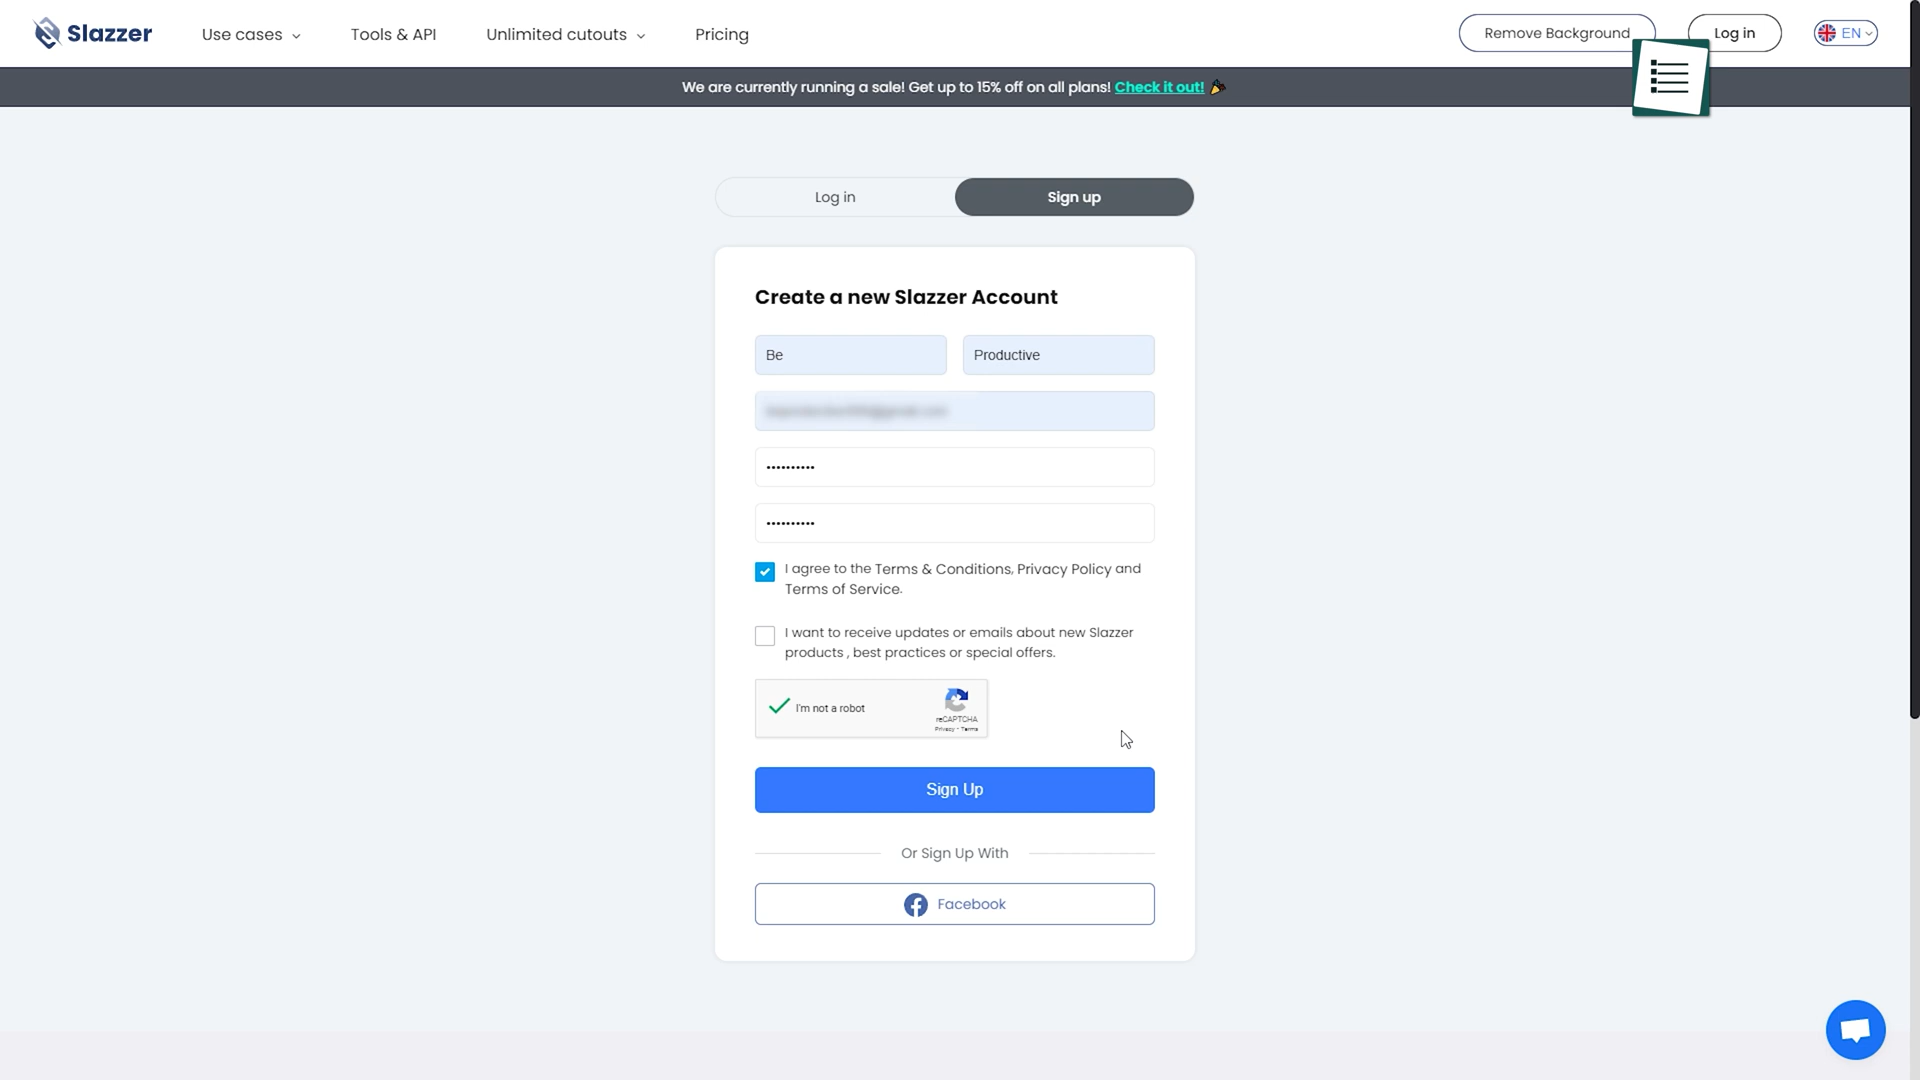 Slazzer
Use cases
Tools & API
Unlimited cutouts
Pricing
Remove Background
Log in
EN
We are currently running a sale! Get up to 15% off on all plans! Check it out!
Log in
Sign up
Create a new Slazzer Account
Be
Productive
••••••••••
••••••••••
I agree to the Terms & Conditions, Privacy Policy and
Terms of Service.
I want to receive updates or emails about new Slazzer
products , best practices or special offers.
I'm not a robot
reCAPTCHA
Privacy - Terms
Sign Up
Or Sign Up With
Facebook